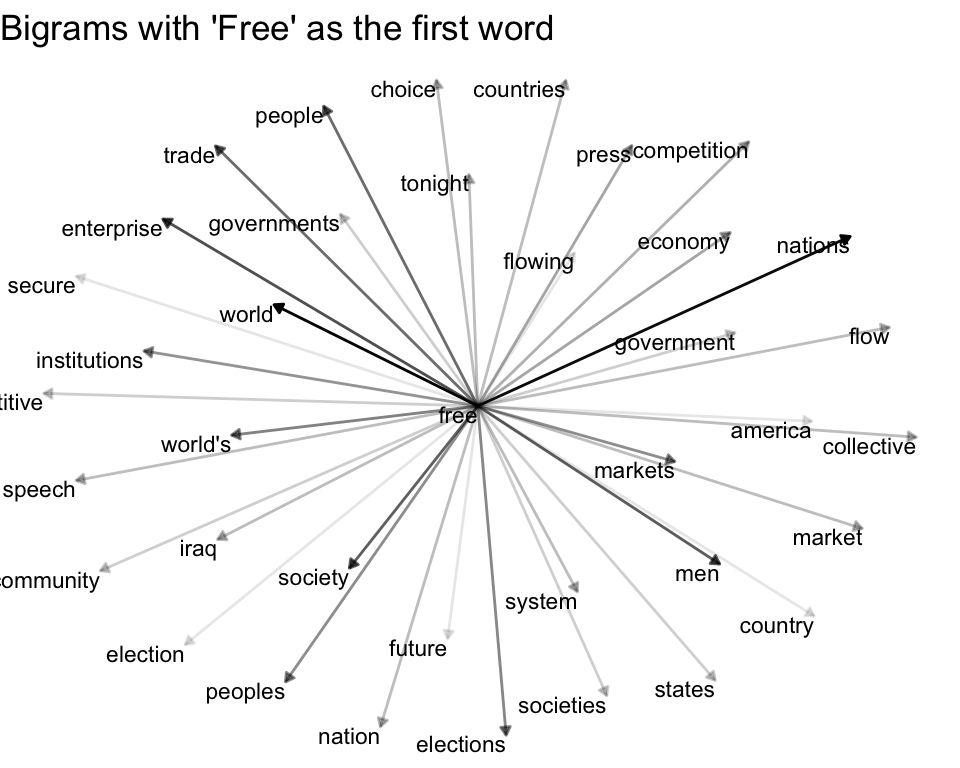 Bigrams with 'Free' as the first word
choice
countries
people
trade
press
competition
tonight
enterprise
governments
flowing
economy
nations
secure
world
government
flow
institutions
titive
free
world's
america
collective
markets
speech
market
iraq
society
men
ommunity
system
country
election
future
peoples
societies
states
nation
elections